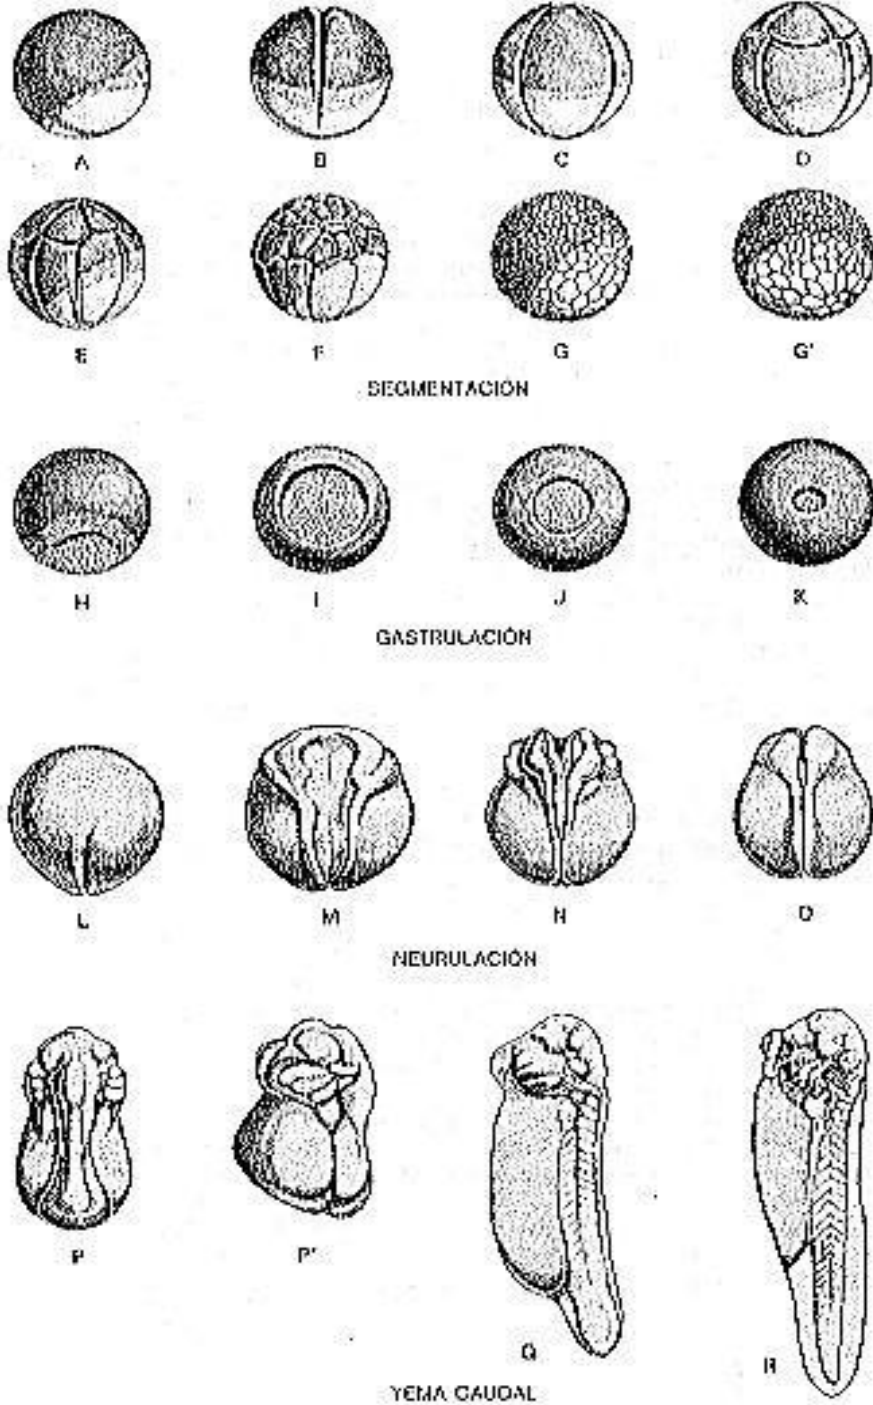 A B C D
E F G G'
SEGMENTACIÓN
H I J K
GASTRULACIÓN
L M N O
NEURULACIÓN
P P' Q R
YEMA CAUDAL